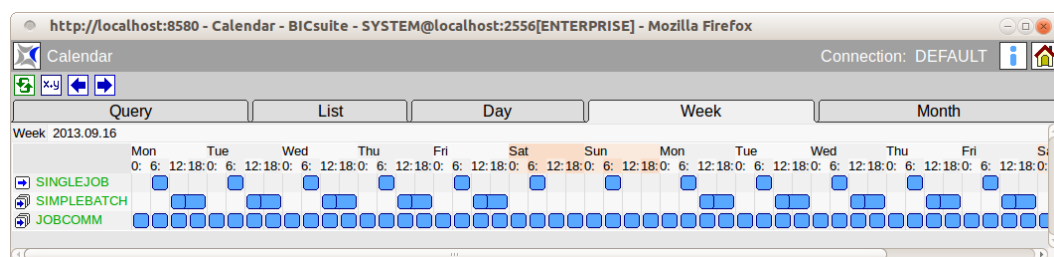 http://localhost:8580 - Calendar - BICsuite - SYSTEM@localhost:2556[ENTERPRISE] - Mozilla Firefox
Calendar Connection: DEFAULT i
x,y
Query List Day Week Month
Week 2013.09.16
Mon Tue Wed Thu Fri Sat Sun Mon Tue Wed Thu Fri Sa
0: 6: 12:18:0: 6: 12:18:0: 6: 12:18:0: 6: 12:18:0: 6: 12:18:0: 6: 12:18:0: 6: 12:18:0: 6: 12:18:0: 6: 12:18:0: 6: 12:18:0: 6: 12:18:0: 6: 12:18:0:
SINGLEJOB
SIMPLEBATCH
JOBCOMM